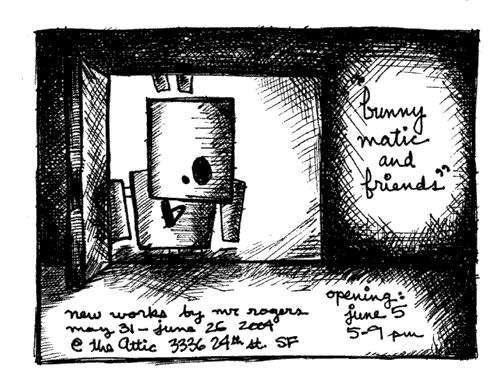 "bunny
matic
and
friends"
new works by mr rogers
may 31 - june 26 2004
@ the Attic 3336 24th st. SF
opening:
june 5
5-9 pm